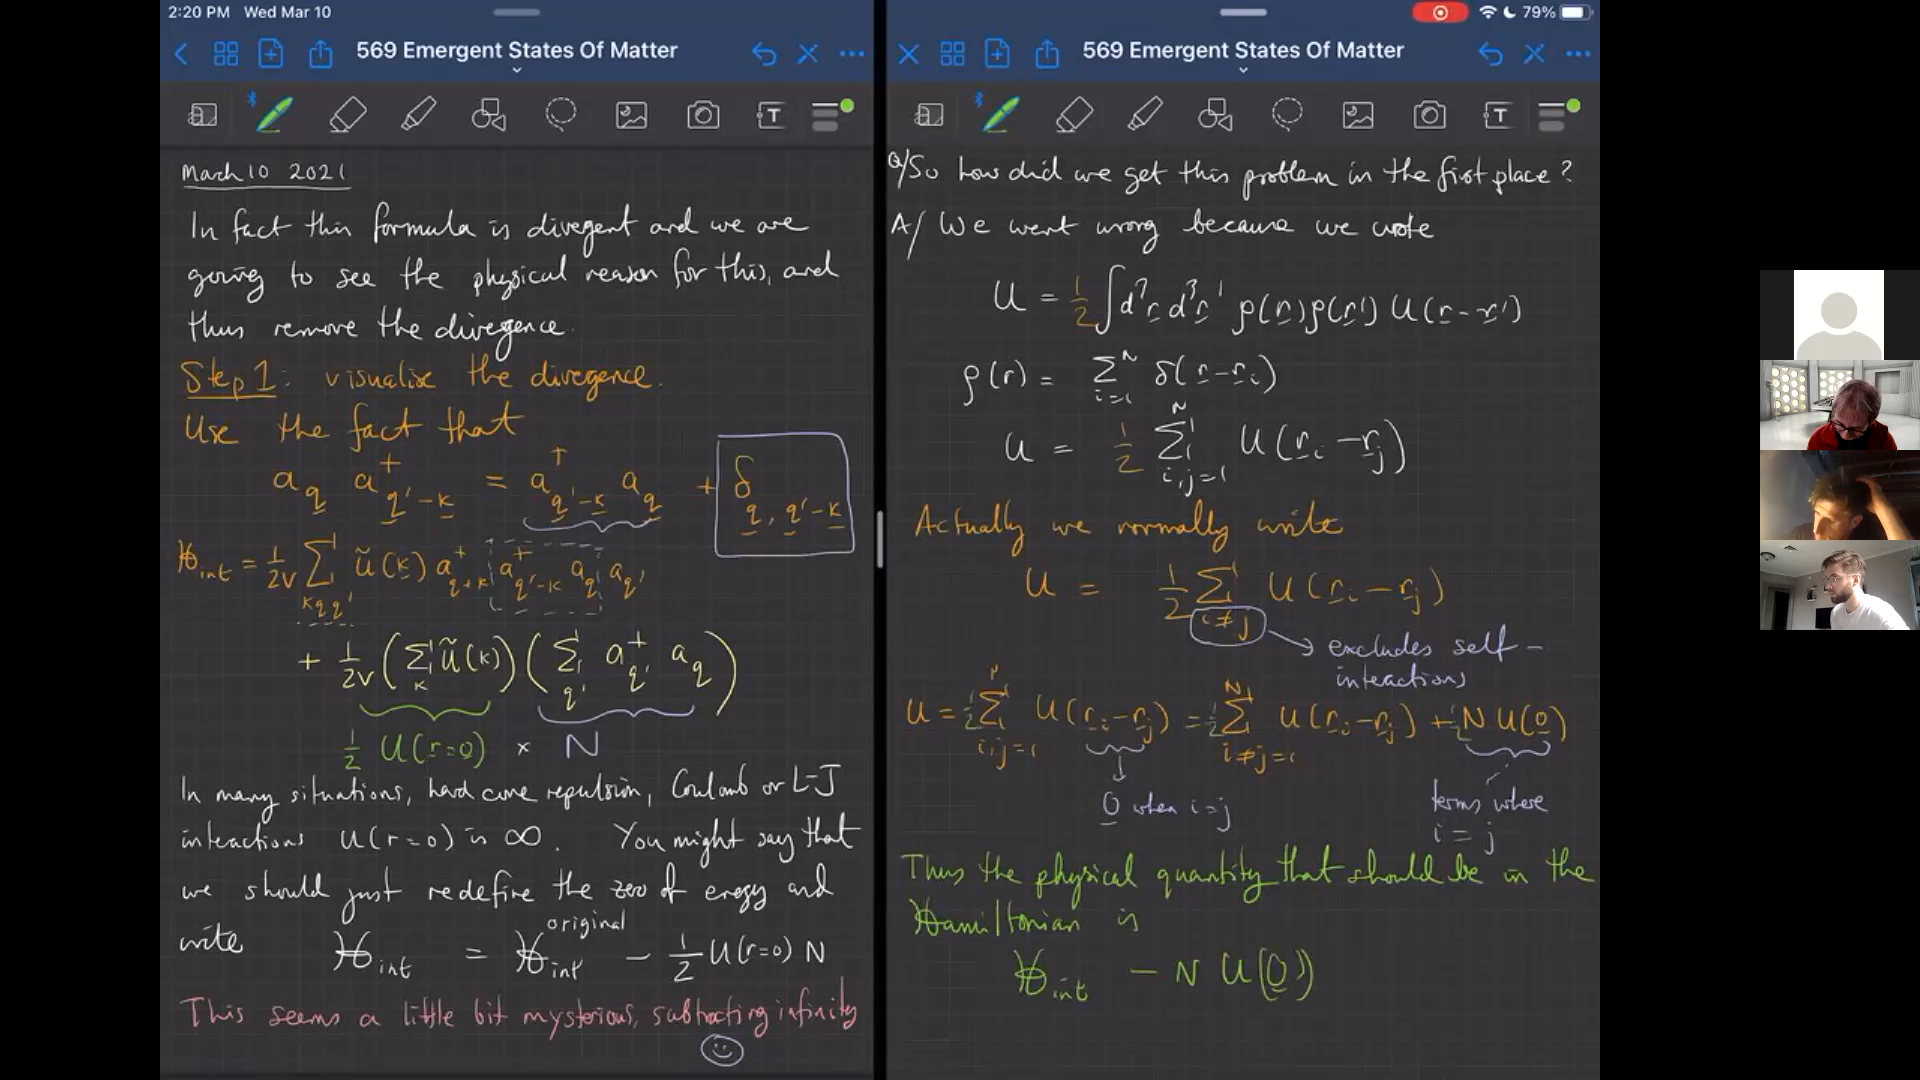 2:20 PM Wed Mar 10
79%
569 Emergent States Of Matter
March 10 2021
In fact this formula is divergent and we are
going to see the physical reason for this, and
thus remove the divergence.
Step 1: visualise the divergence.
Use the fact that
a_q a†_{q'-k} = a†_{q'-k} a_q + δ_{q, q'-k}
H_int = 1/2V Σ_{kqq'} ũ(k) a†_{q+k} a†_{q'-k} a_q a_{q'}
+ 1/2V (Σ_k ũ(k)) (Σ_{q'} a†_{q'} a_q)
1/2 U(r=0) × N
In many situations, hard core repulsion, Coulomb or L-J
interactions U(r=0) is ∞. You might say that
we should just redefine the zero of energy and
write H_int = H_int^original - 1/2 U(r=0) N
This seems a little bit mysterious, subtracting infinity
☺
569 Emergent States Of Matter
Q/ So how did we get this problem in the first place?
A/ We went wrong because we wrote
U = 1/2 ∫d³r d³r' ρ(r)ρ(r') U(r-r')
ρ(r) = Σ_{i=1}^N δ(r-r_i)
U = 1/2 Σ_{i,j=1}^N U(r_i-r_j)
Actually we normally write
U = 1/2 Σ_{i≠j} U(r_i-r_j)
→ excludes self-
interactions
U = 1/2 Σ_{i,j=1}^N U(r_i-r_j) = 1/2 Σ_{i≠j=1}^N U(r_i-r_j) + 1/2 N U(0)
0 when i=j
terms where
i = j
Thus the physical quantity that should be in the
Hamiltonian is
H_int - N U(0)